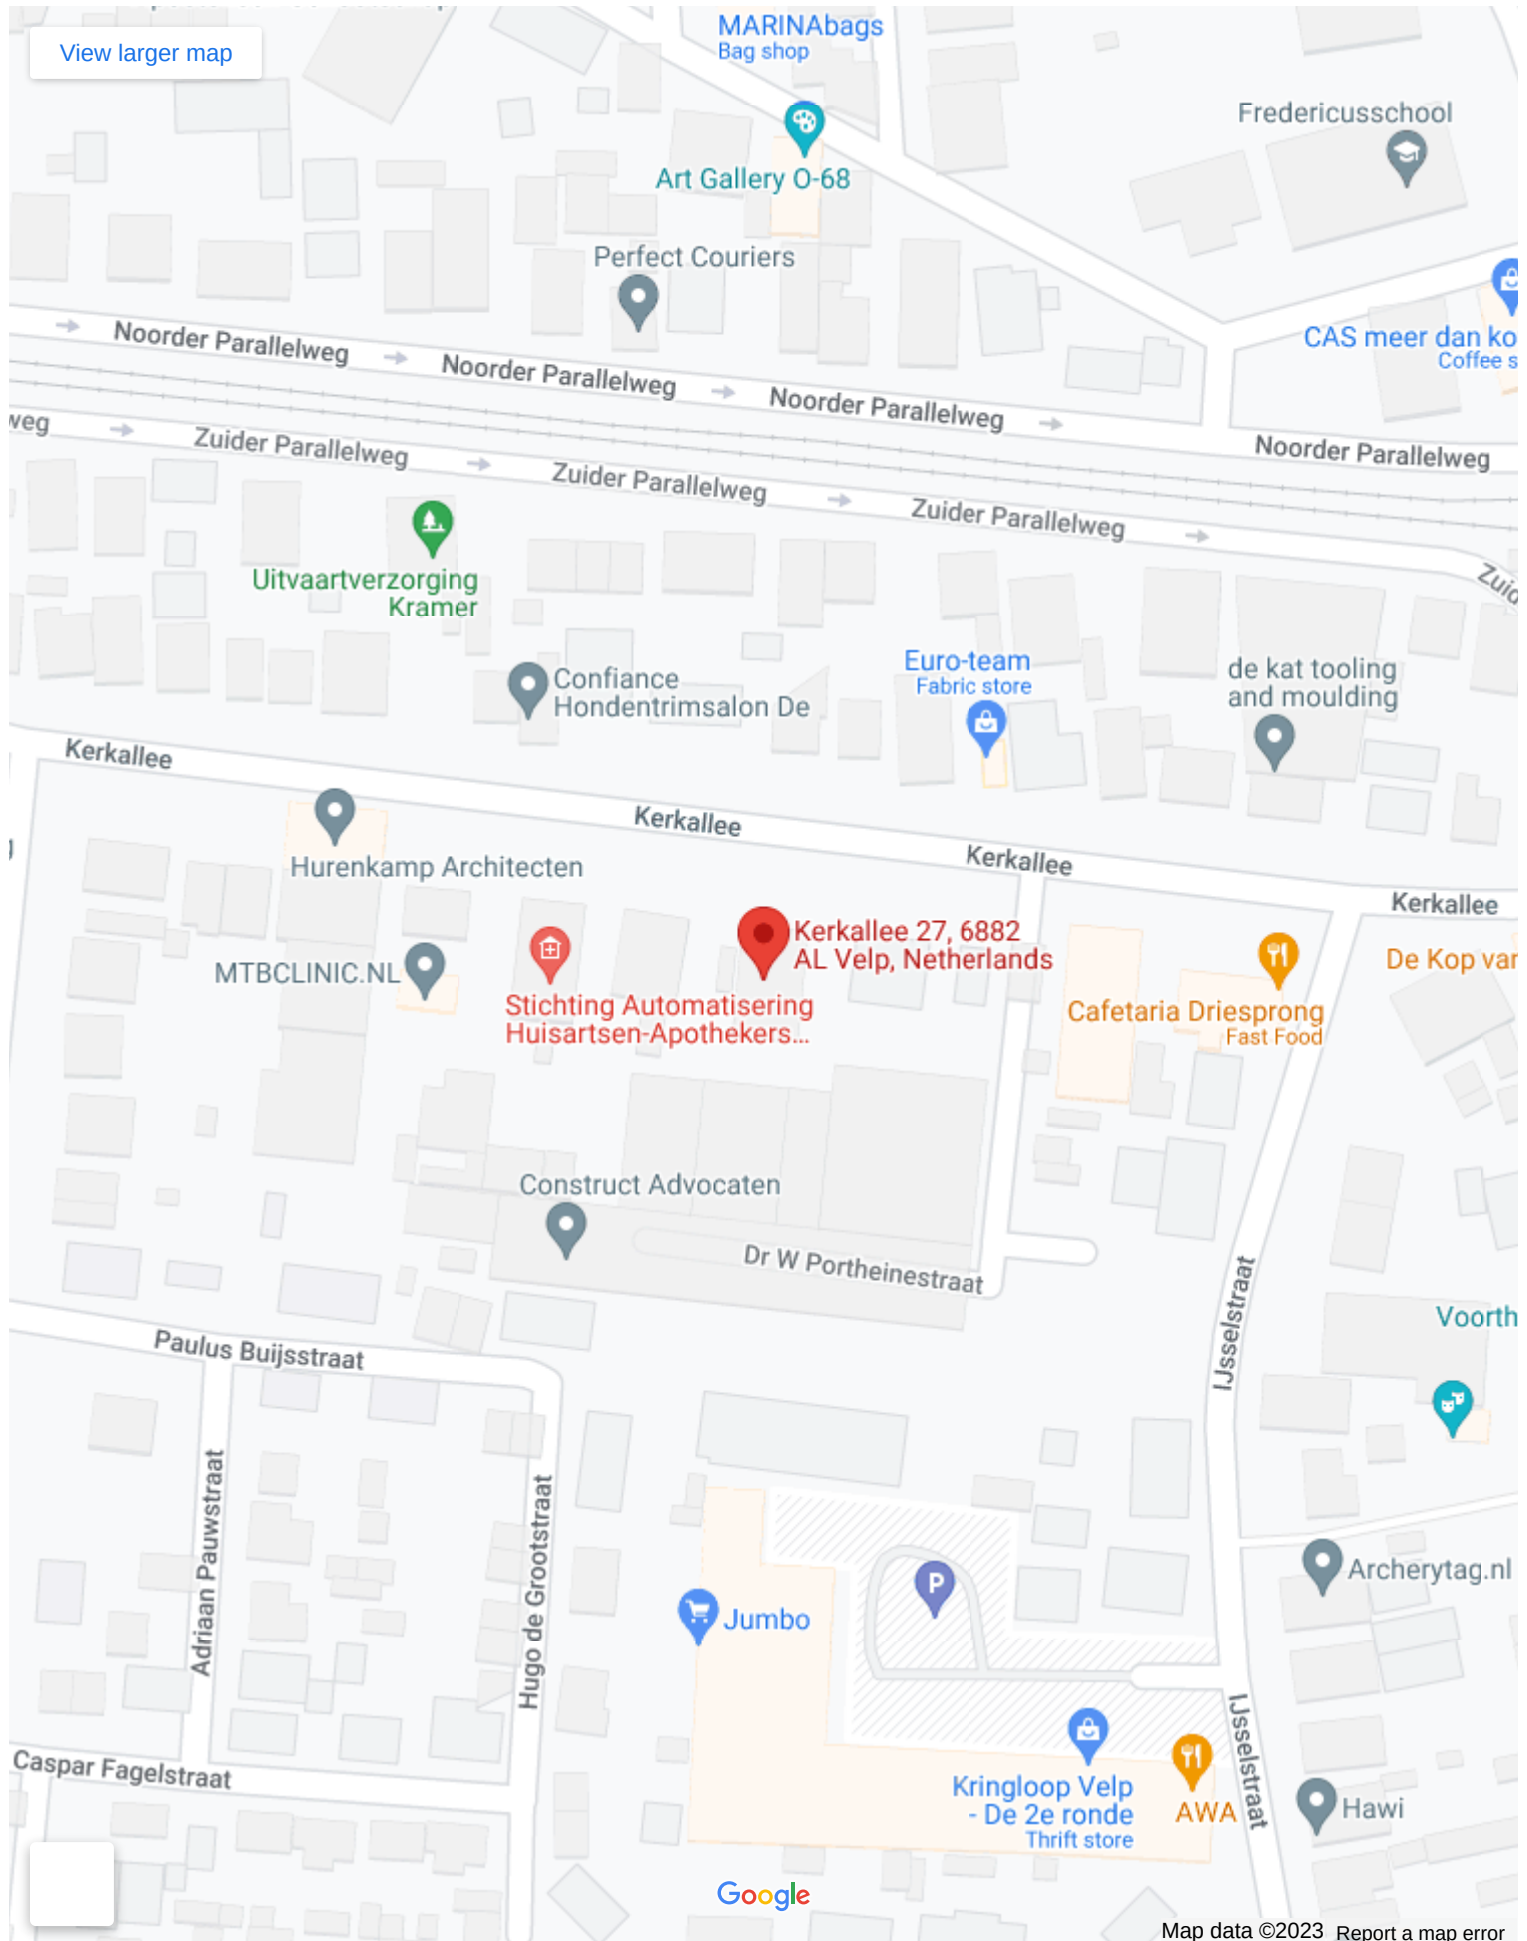 View larger map
MARINAbags
Bag shop
Fredericusschool
Art Gallery O-68
Perfect Couriers
CAS meer dan ko
Coffee s
Noorder Parallelweg
Noorder Parallelweg
Noorder Parallelweg
Noorder Parallelweg
weg
Zuider Parallelweg
Zuider Parallelweg
Zuider Parallelweg
Zuid
Uitvaartverzorging
Kramer
Confiance
Hondentrimsalon De
Euro-team
Fabric store
de kat tooling
and moulding
Kerkallee
Kerkallee
Kerkallee
Kerkallee
Hurenkamp Architecten
MTBCLINIC.NL
Kerkallee 27, 6882
AL Velp, Netherlands
De Kop van
Stichting Automatisering
Huisartsen-Apothekers...
Cafetaria Driesprong
Fast Food
Construct Advocaten
Dr W Portheinestraat
IJsselstraat
Voorth
Paulus Buijsstraat
Adriaan Pauwstraat
Hugo de Grootstraat
Archerytag.nl
P
Jumbo
IJsselstraat
Caspar Fagelstraat
Kringloop Velp
- De 2e ronde
Thrift store
AWA
Hawi
Google
Map data ©2023
Report a map error